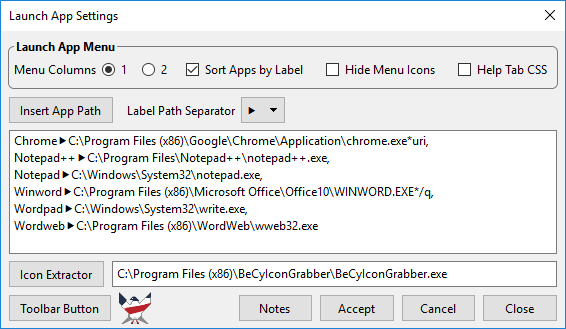 Launch App Settings
Launch App Menu
Menu Columns 1 2 Sort Apps by Label Hide Menu Icons Help Tab CSS
Insert App Path Label Path Separator ▶
Chrome▶C:\Program Files (x86)\Google\Chrome\Application\chrome.exe*uri,
Notepad++▶C:\Program Files\Notepad++\notepad++.exe,
Notepad▶C:\Windows\System32\notepad.exe,
Winword▶C:\Program Files (x86)\Microsoft Office\Office10\WINWORD.EXE*/q,
Wordpad▶C:\Windows\System32\write.exe,
Wordweb▶C:\Program Files (x86)\WordWeb\wweb32.exe
Icon Extractor C:\Program Files (x86)\BeCyIconGrabber\BeCyIconGrabber.exe
Toolbar Button Notes Accept Cancel Close